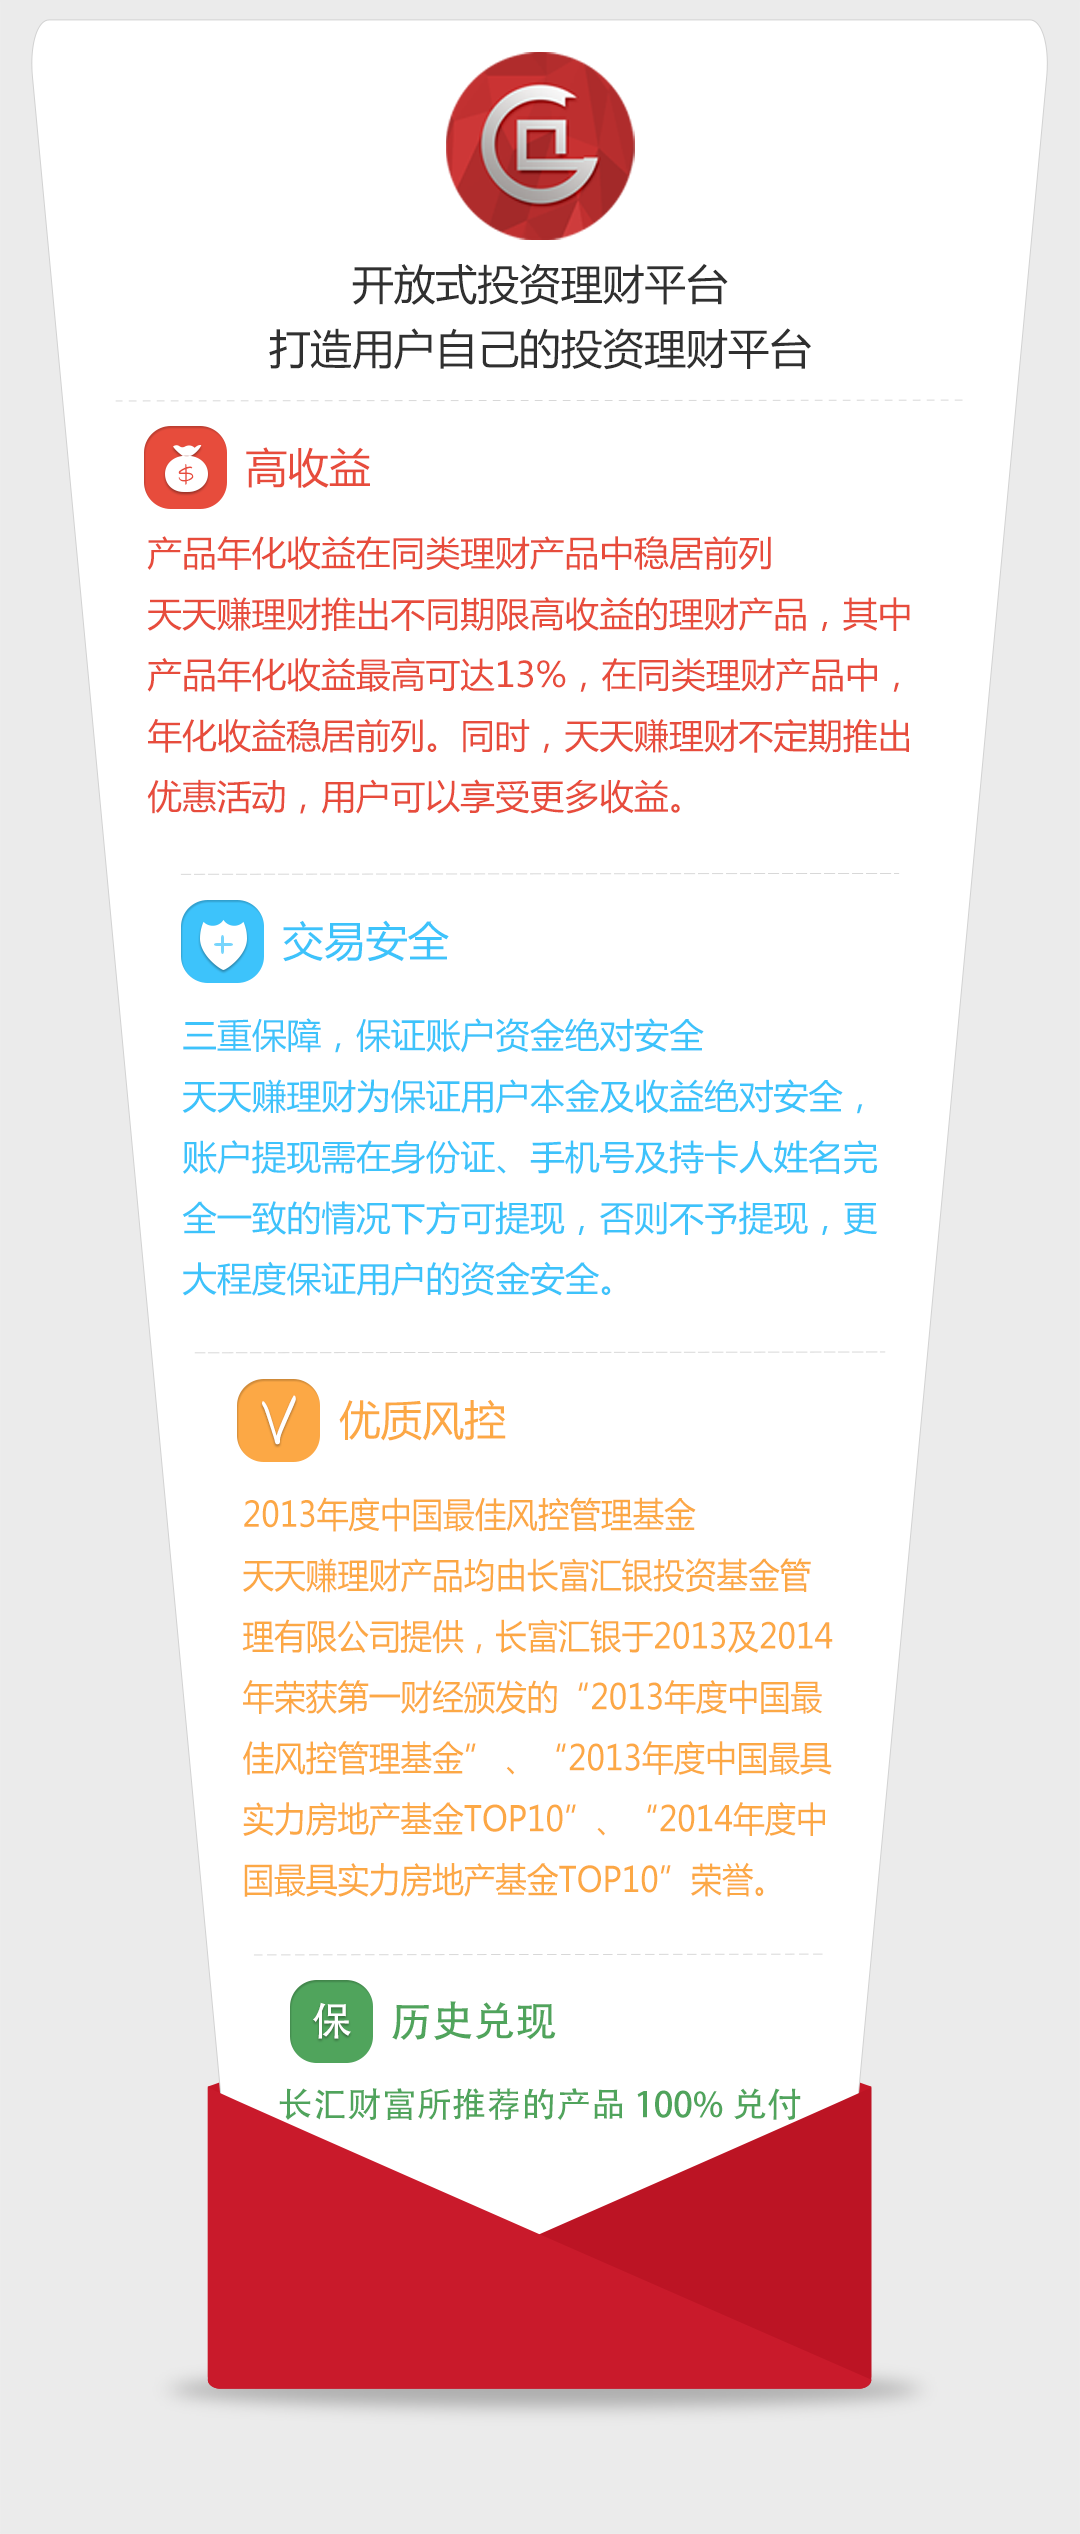 开放式投资理财平台
打造用户自己的投资理财平台
高收益
产品年化收益在同类理财产品中稳居前列
天天赚理财推出不同期限高收益的理财产品，其中
产品年化收益最高可达13%，在同类理财产品中，
年化收益稳居前列。同时，天天赚理财不定期推出
优惠活动，用户可以享受更多收益。
交易安全
三重保障，保证账户资金绝对安全
天天赚理财为保证用户本金及收益绝对安全，
账户提现需在身份证、手机号及持卡人姓名完
全一致的情况下方可提现，否则不予提现，更
大程度保证用户的资金安全。
优质风控
2013年度中国最佳风控管理基金
天天赚理财产品均由长富汇银投资基金管
理有限公司提供，长富汇银于2013及2014
年荣获第一财经颁发的“2013年度中国最
佳风控管理基金”、“2013年度中国最具
实力房地产基金TOP10”、“2014年度中
国最具实力房地产基金TOP10”荣誉。
保 历史兑现
长汇财富所推荐的产品 100% 兑付